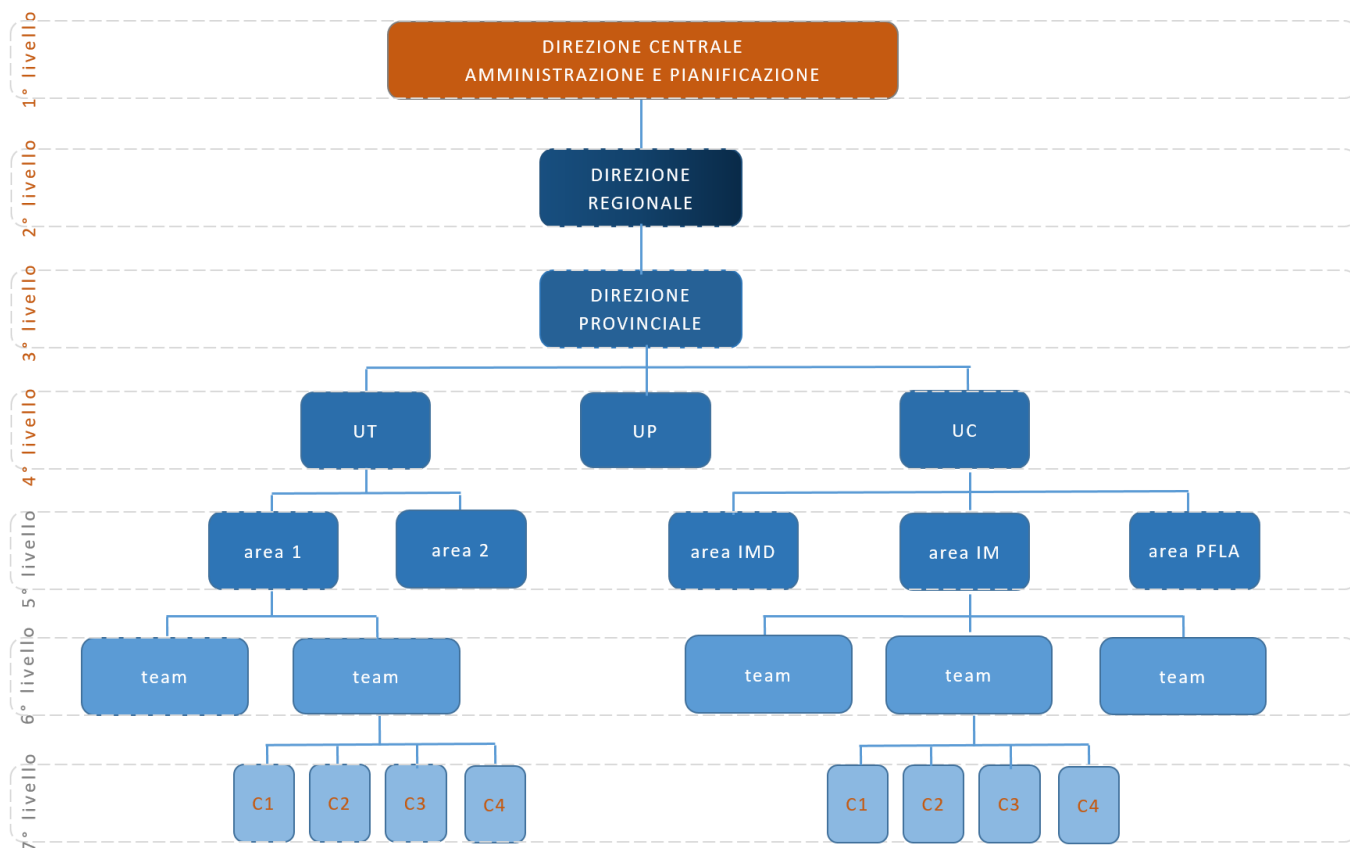 1° livello
DIREZIONE CENTRALE
AMMINISTRAZIONE E PIANIFICAZIONE
2° livello
DIREZIONE
REGIONALE
3° livello
DIREZIONE
PROVINCIALE
4° livello
UT
UP
UC
5° livello
area 1
area 2
area IMD
area IM
area PFLA
6° livello
team
team
team
team
team
7° livello
C1
C2
C3
C4
C1
C2
C3
C4